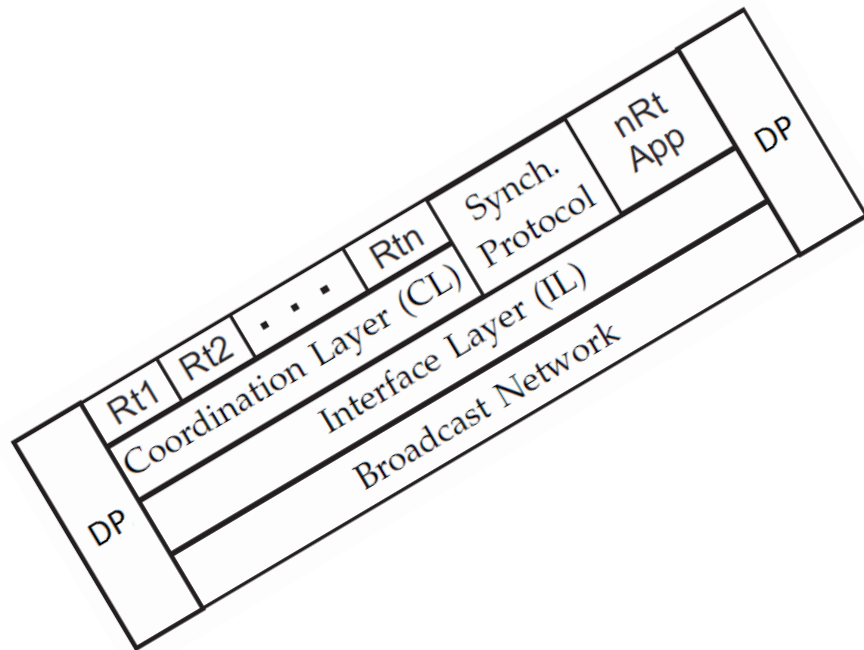 DP
Rt1
Rt2
. . .
Rtn
Synch.
Protocol
nRt
App
DP
Coordination Layer (CL)
Interface Layer (IL)
Broadcast Network